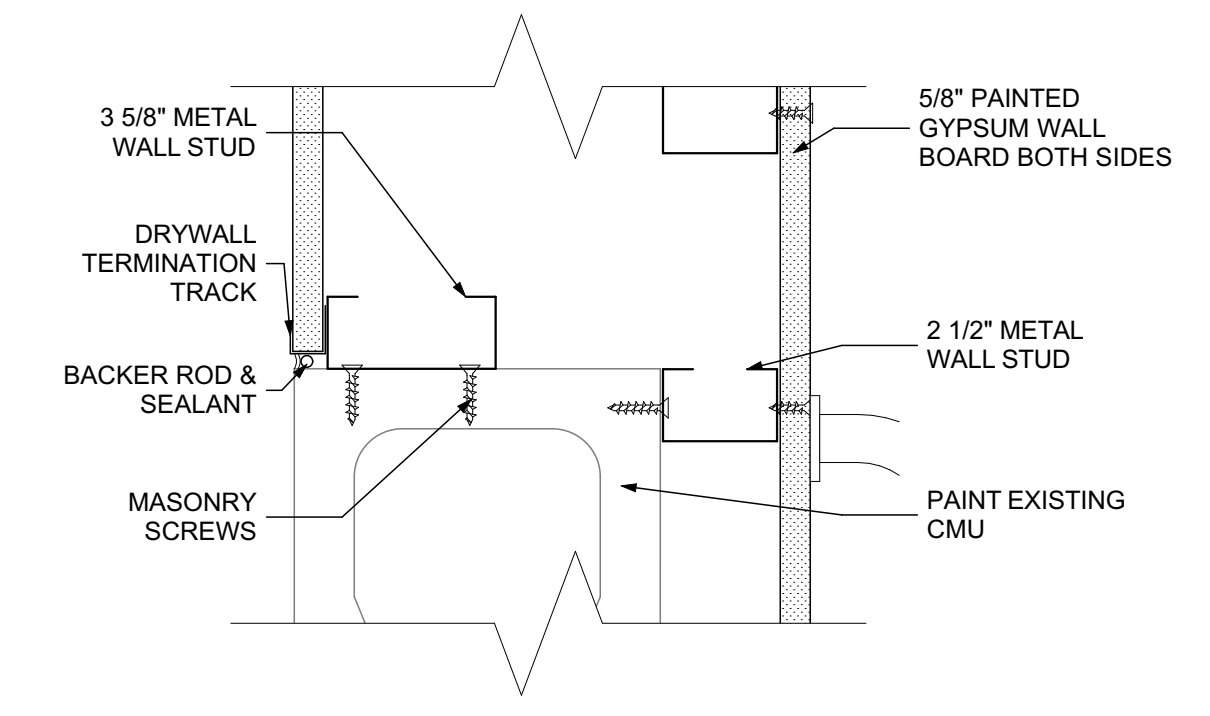 3 5/8" METAL
WALL STUD
DRYWALL
TERMINATION
TRACK
BACKER ROD &
SEALANT
MASONRY
SCREWS
5/8" PAINTED
GYPSUM WALL
BOARD BOTH SIDES
2 1/2" METAL
WALL STUD
PAINT EXISTING
CMU